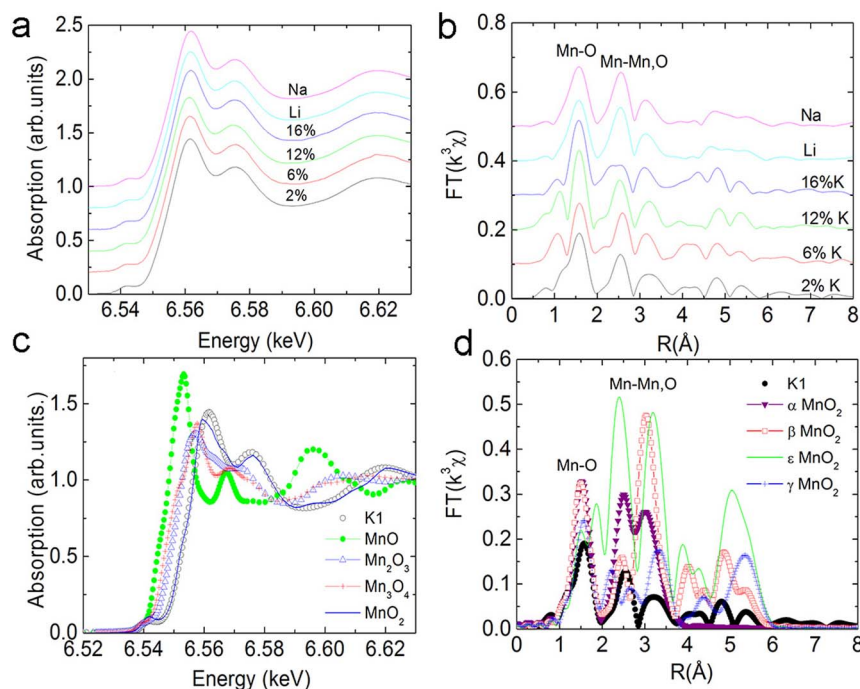 a
Absorption (arb.units)
2.5
2.0
1.5
1.0
0.5
0.0
Na
Li
16%
12%
6%
2%
6.54 6.56 6.58 6.60 6.62
Energy (keV)
b
FT(k³χ)
0.8
0.6
0.4
0.2
0.0
Mn-O
Mn-Mn,O
Na
Li
16%K
12% K
6% K
2% K
0 1 2 3 4 5 6 7 8
R(Å)
c
Absorption (arb.units.)
1.5
1.0
0.5
0.0
K1
MnO
Mn₂O₃
Mn₃O₄
MnO₂
6.52 6.54 6.56 6.58 6.60 6.62
Energy (keV)
d
FT(k³χ)
0.6
0.5
0.4
0.3
0.2
0.1
0.0
Mn-O
Mn-Mn,O
K1
α MnO₂
β MnO₂
ε MnO₂
γ MnO₂
0 1 2 3 4 5 6 7 8
R(Å)